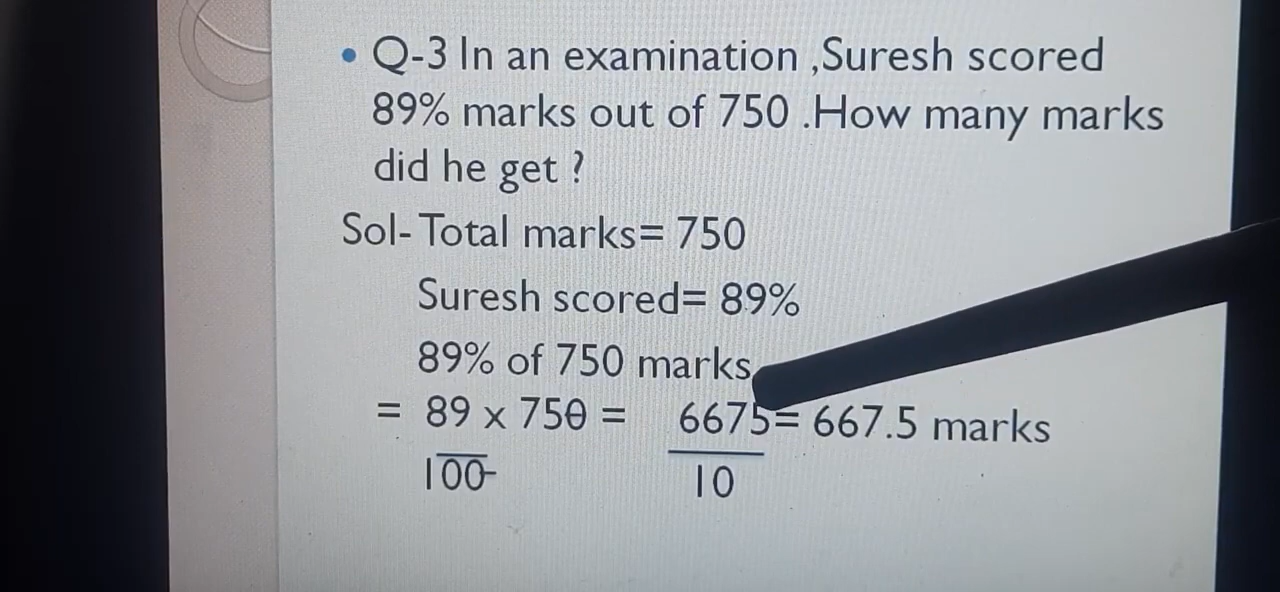 • Q-3 In an examination ,Suresh scored
89% marks out of 750 .How many marks
did he get ?
Sol- Total marks= 750
Suresh scored= 89%
89% of 750 marks
= 89 x 750 = 6675= 667.5 marks
100 10